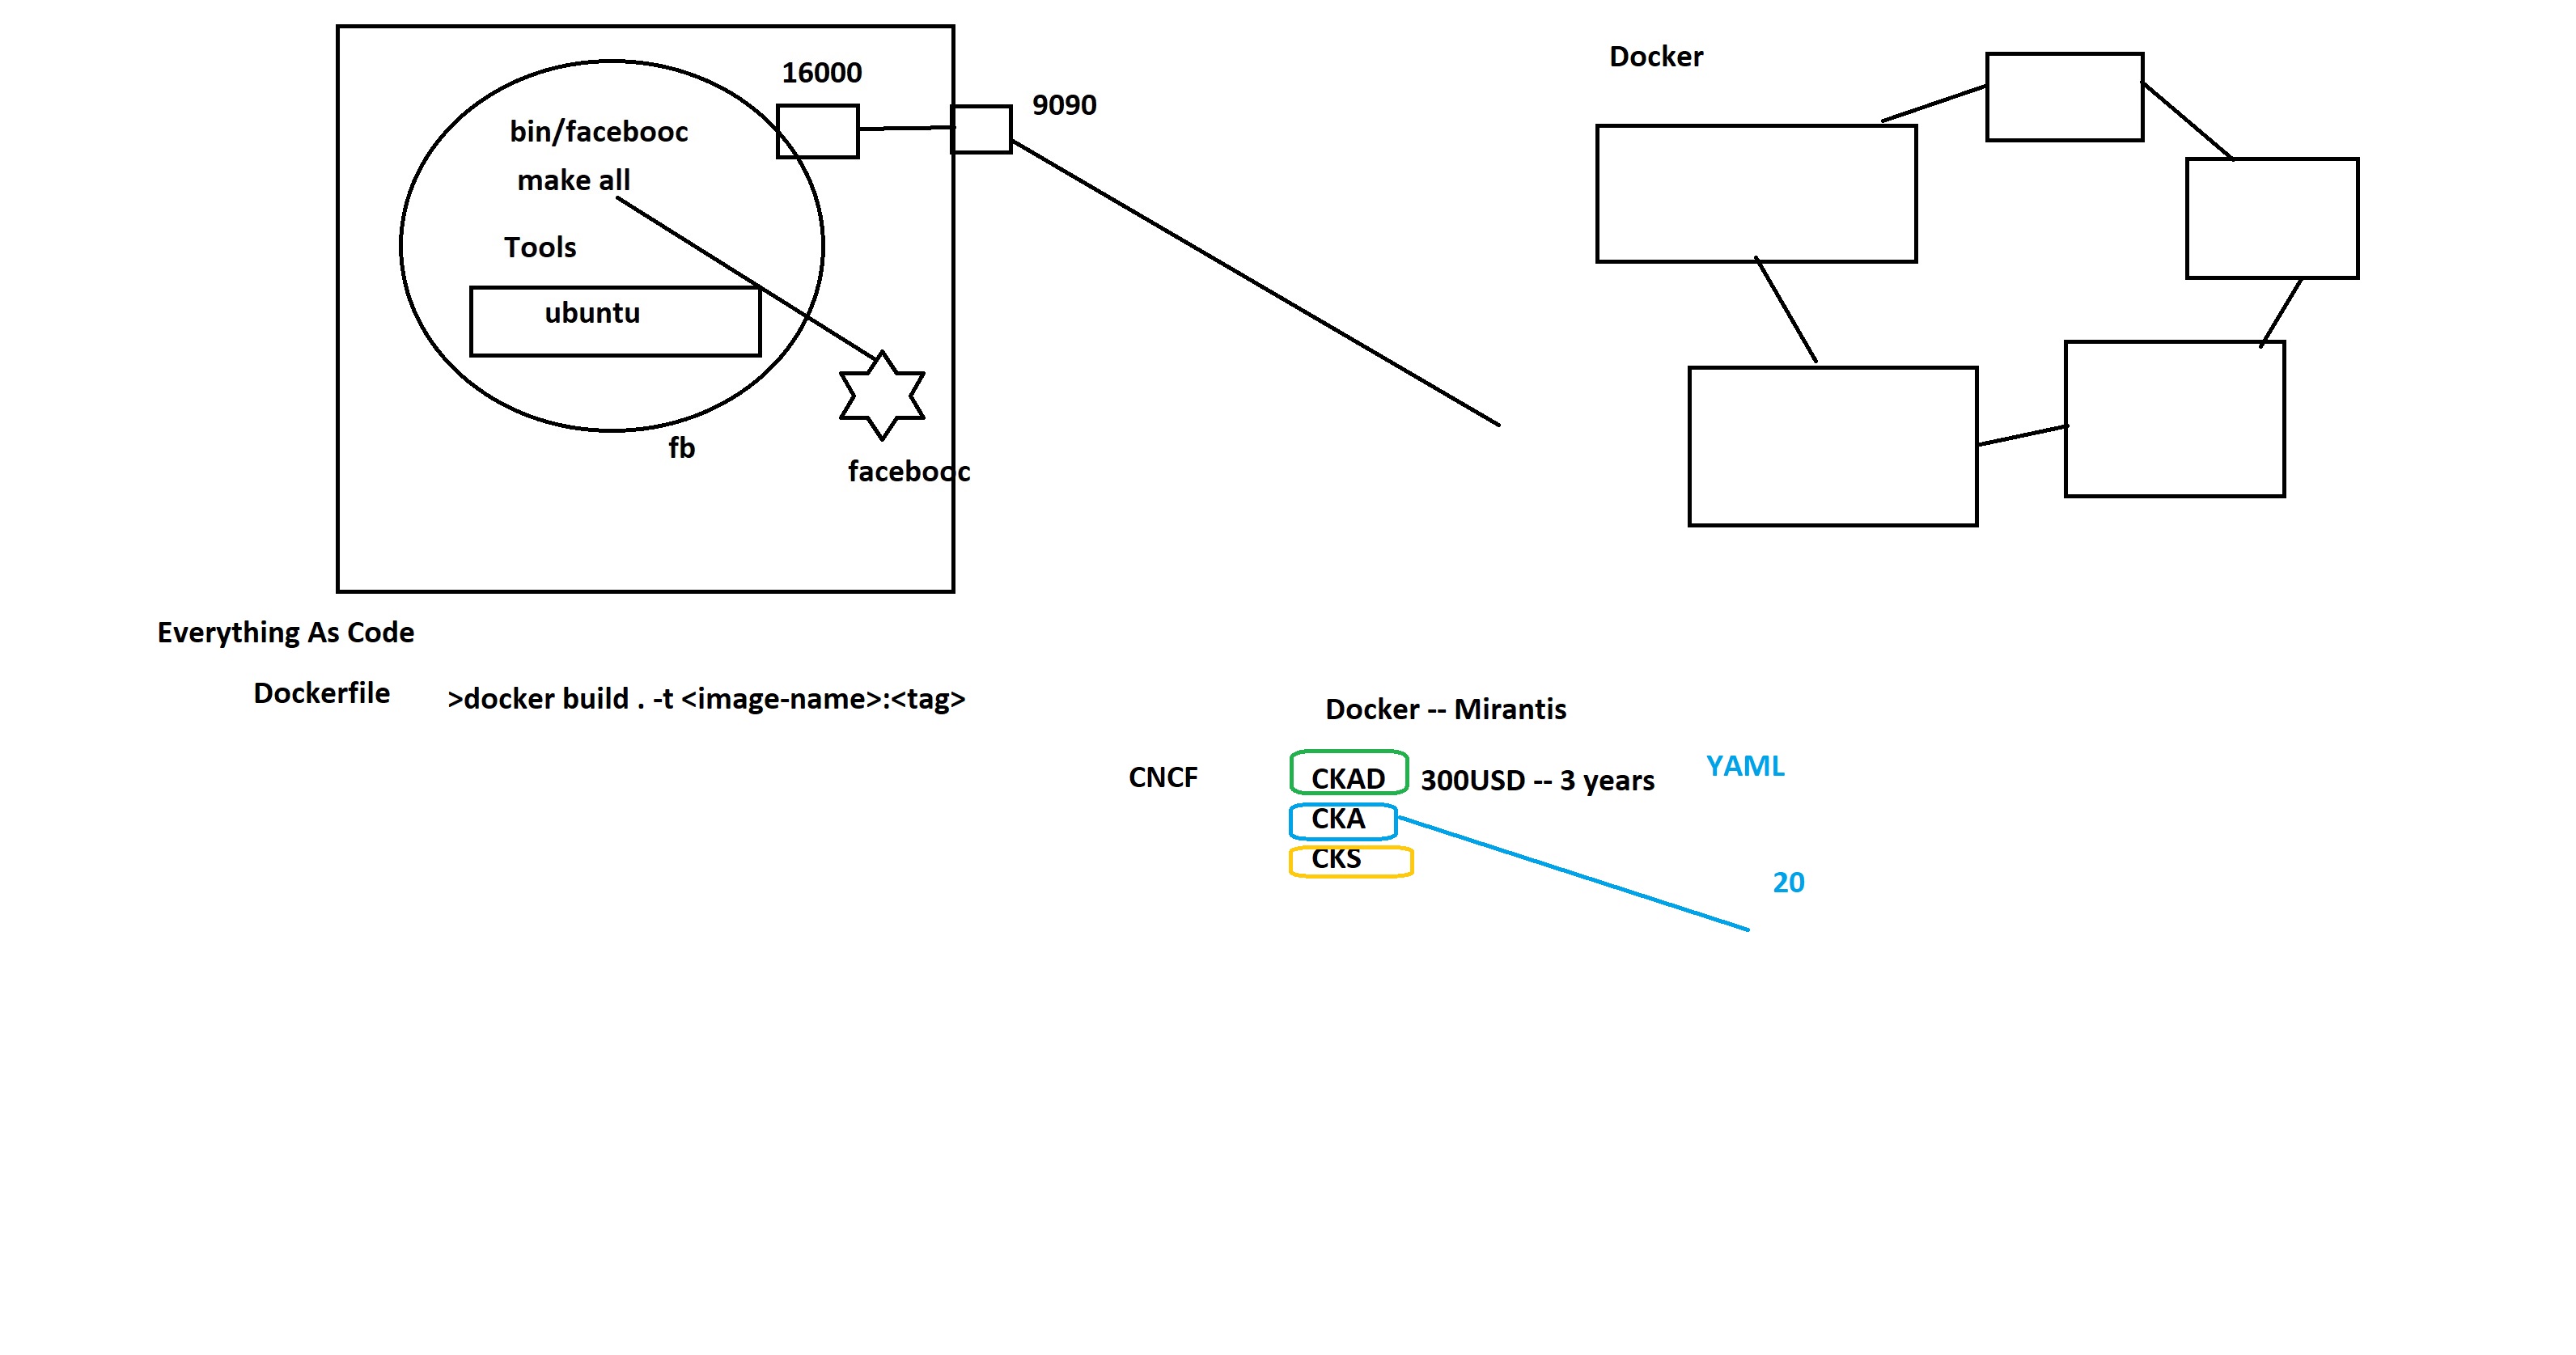 16000
9090
bin/facebooc
make all
Tools
ubuntu
fb
facebooc
Docker
Everything As Code
Dockerfile >docker build . -t <image-name>:<tag>
Docker -- Mirantis
CNCF CKAD 300USD -- 3 years YAML
CKA
CKS
20